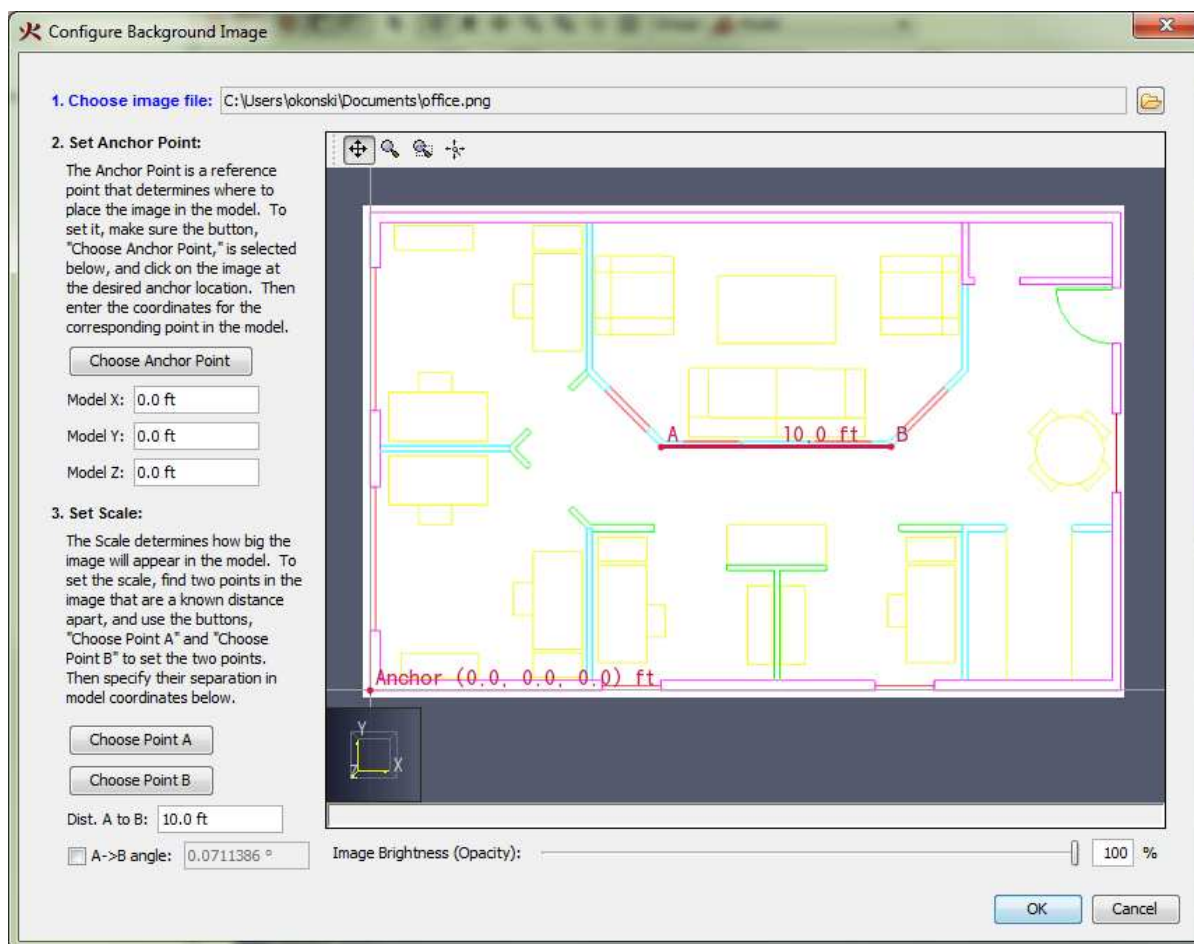 Configure Background Image
1. Choose image file: C:\Users\okonski\Documents\office.png
2. Set Anchor Point:
The Anchor Point is a reference
point that determines where to
place the image in the model. To
set it, make sure the button,
"Choose Anchor Point," is selected
below, and click on the image at
the desired anchor location. Then
enter the coordinates for the
corresponding point in the model.
Choose Anchor Point
Model X: 0.0 ft
Model Y: 0.0 ft
Model Z: 0.0 ft
3. Set Scale:
The Scale determines how big the
image will appear in the model. To
set the scale, find two points in the
image that are a known distance
apart, and use the buttons,
"Choose Point A" and "Choose
Point B" to set the two points.
Then specify their separation in
model coordinates below.
Choose Point A
Choose Point B
Dist. A to B: 10.0 ft
A->B angle: 0.0711386 °
A 10.0 ft B
Anchor (0.0, 0.0, 0.0) ft
Y
Z X
Image Brightness (Opacity): 100 %
OK Cancel